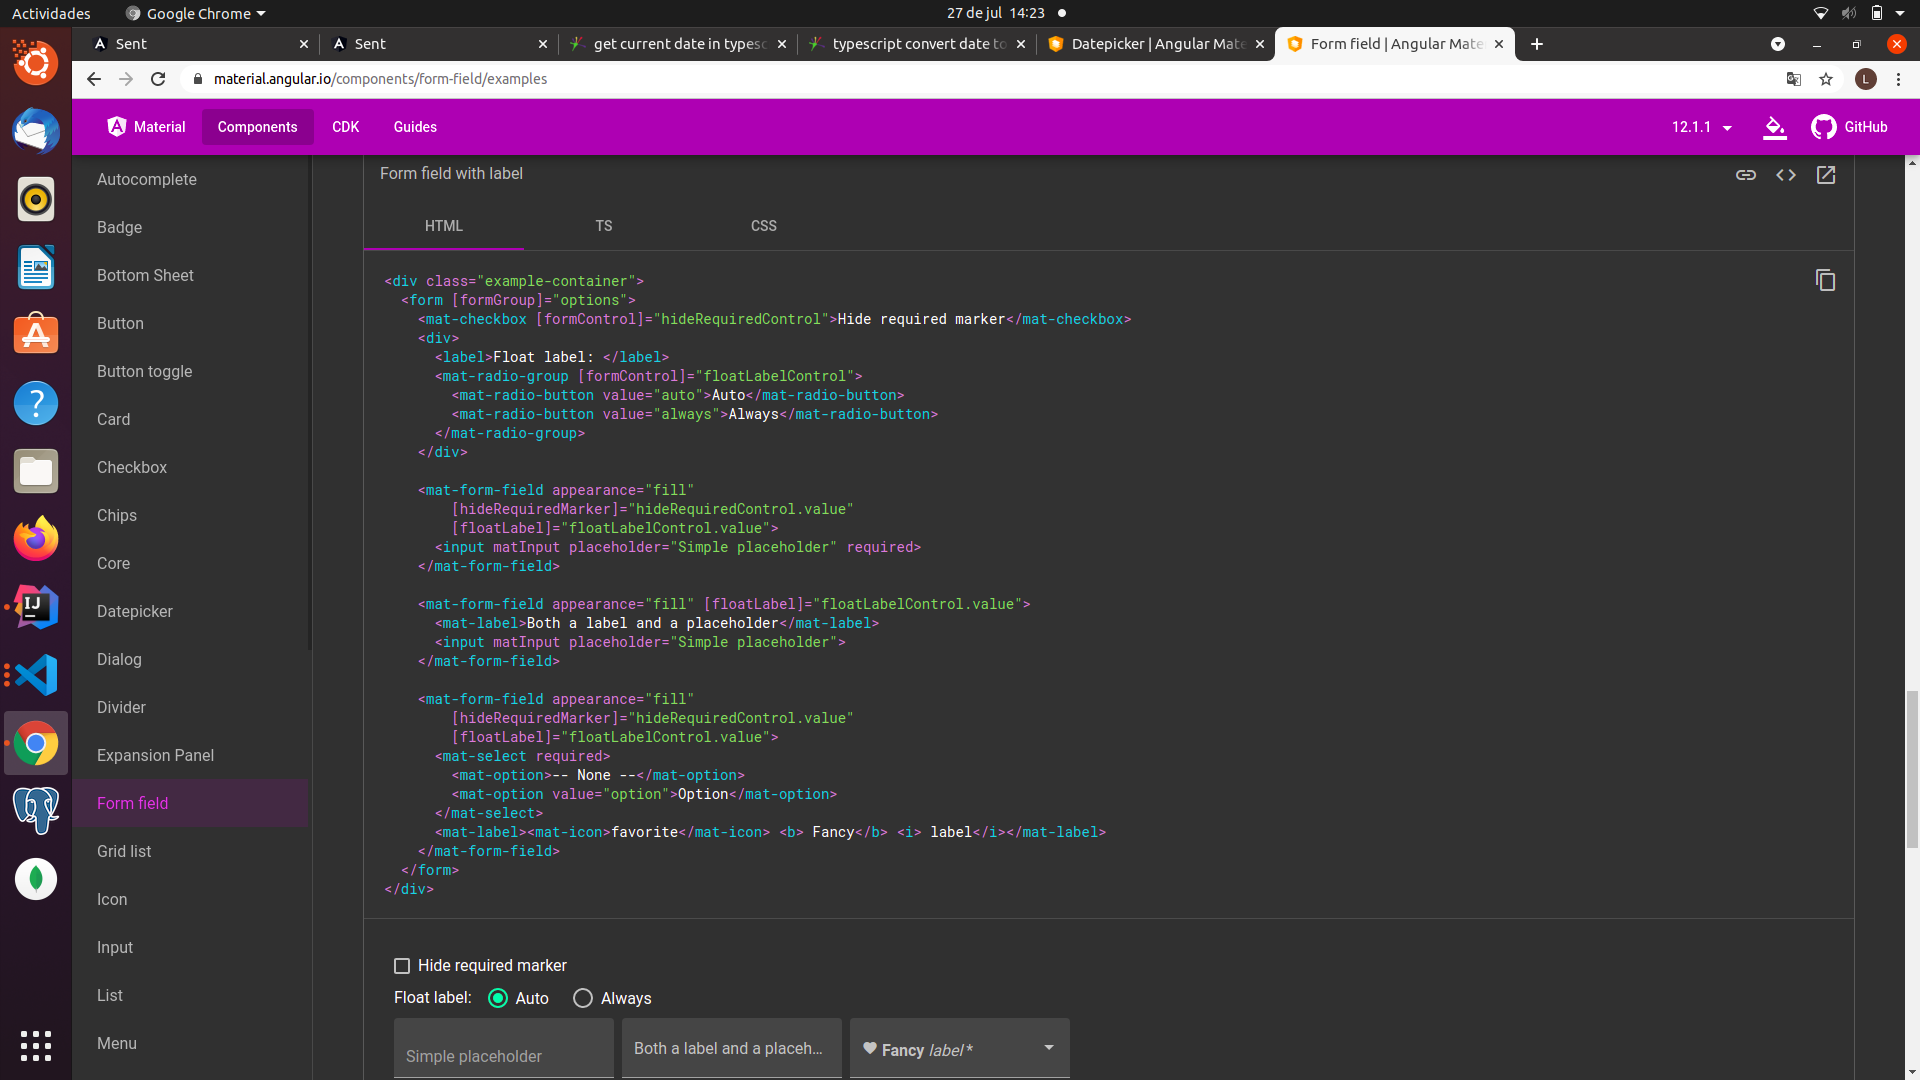 Actividades
Google Chrome
27 de jul 14:23
Sent
Sent
get current date in typesc
typescript convert date to
Datepicker | Angular Mate
Form field | Angular Mate
material.angular.io/components/form-field/examples
L
Material
Components
CDK
Guides
12.1.1
GitHub
Autocomplete
Badge
Bottom Sheet
Button
Button toggle
Card
Checkbox
Chips
Core
Datepicker
Dialog
Divider
Expansion Panel
Form field
Grid list
Icon
Input
List
Menu
Form field with label
HTML
TS
CSS
<div class="example-container">
<form [formGroup]="options">
<mat-checkbox [formControl]="hideRequiredControl">Hide required marker</mat-checkbox>
<div>
<label>Float label: </label>
<mat-radio-group [formControl]="floatLabelControl">
<mat-radio-button value="auto">Auto</mat-radio-button>
<mat-radio-button value="always">Always</mat-radio-button>
</mat-radio-group>
</div>
<mat-form-field appearance="fill"
[hideRequiredMarker]="hideRequiredControl.value"
[floatLabel]="floatLabelControl.value">
<input matInput placeholder="Simple placeholder" required>
</mat-form-field>
<mat-form-field appearance="fill" [floatLabel]="floatLabelControl.value">
<mat-label>Both a label and a placeholder</mat-label>
<input matInput placeholder="Simple placeholder">
</mat-form-field>
<mat-form-field appearance="fill"
[hideRequiredMarker]="hideRequiredControl.value"
[floatLabel]="floatLabelControl.value">
<mat-select required>
<mat-option>-- None --</mat-option>
<mat-option value="option">Option</mat-option>
</mat-select>
<mat-label><mat-icon>favorite</mat-icon> <b> Fancy</b> <i> label</i></mat-label>
</mat-form-field>
</form>
</div>
Hide required marker
Float label:
Auto
Always
Simple placeholder
Both a label and a placeh...
Fancy label *
IJ